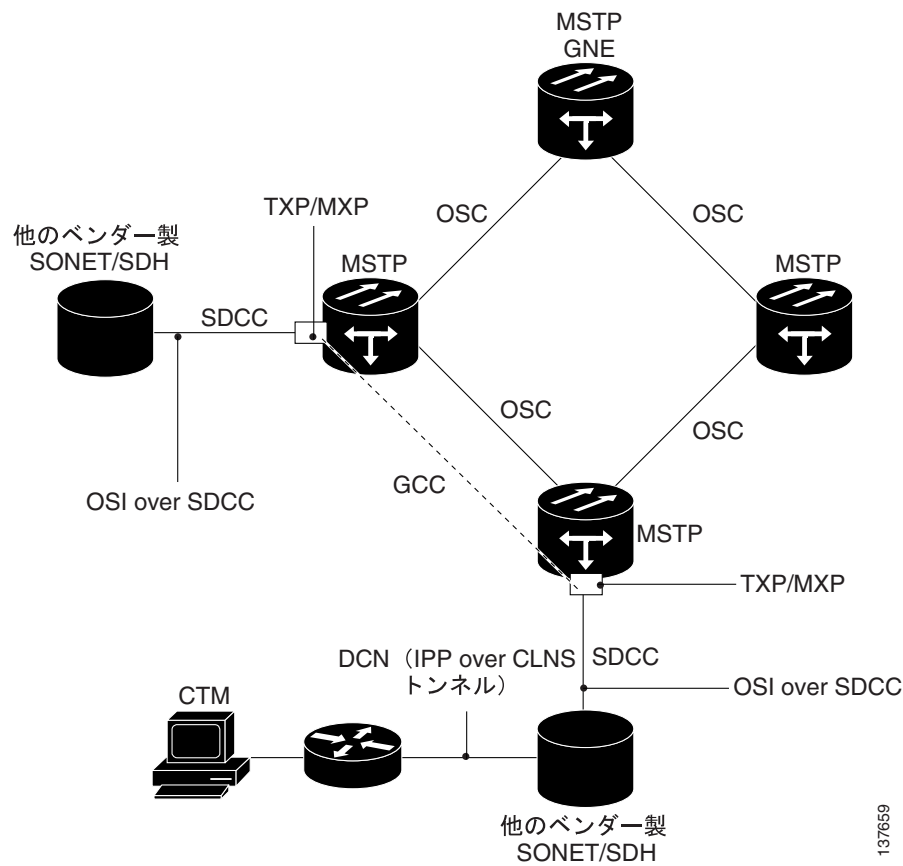 MSTP
GNE
OSC
OSC
TXP/MXP
他のベンダー製
SONET/SDH
MSTP
MSTP
SDCC
OSC
OSC
GCC
OSI over SDCC
MSTP
TXP/MXP
DCN（IPP over CLNS
トンネル）
SDCC
OSI over SDCC
CTM
他のベンダー製
SONET/SDH
137659